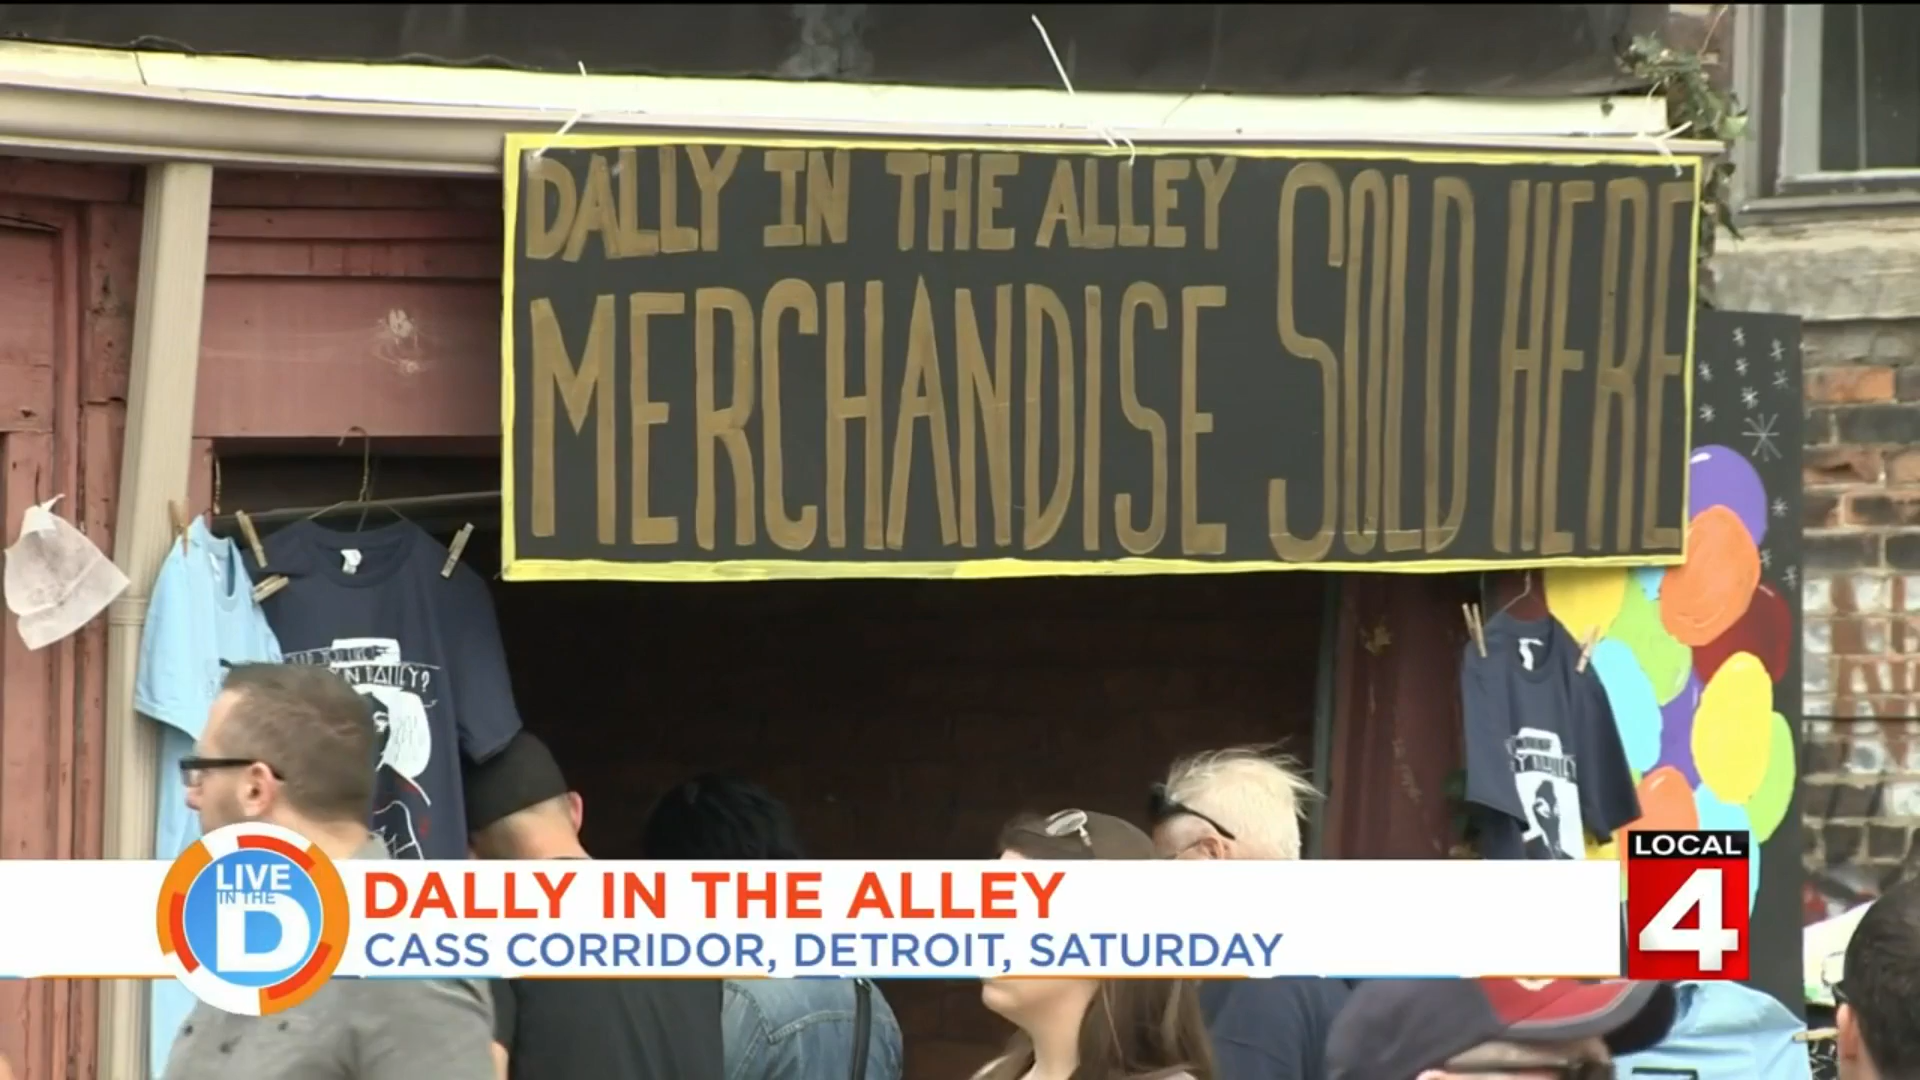 DALLY IN THE ALLEY
MERCHANDISE
SOLD HERE
N ALLEY?
LIVE
IN THE
D
DALLY IN THE ALLEY
CASS CORRIDOR, DETROIT, SATURDAY
LOCAL
4